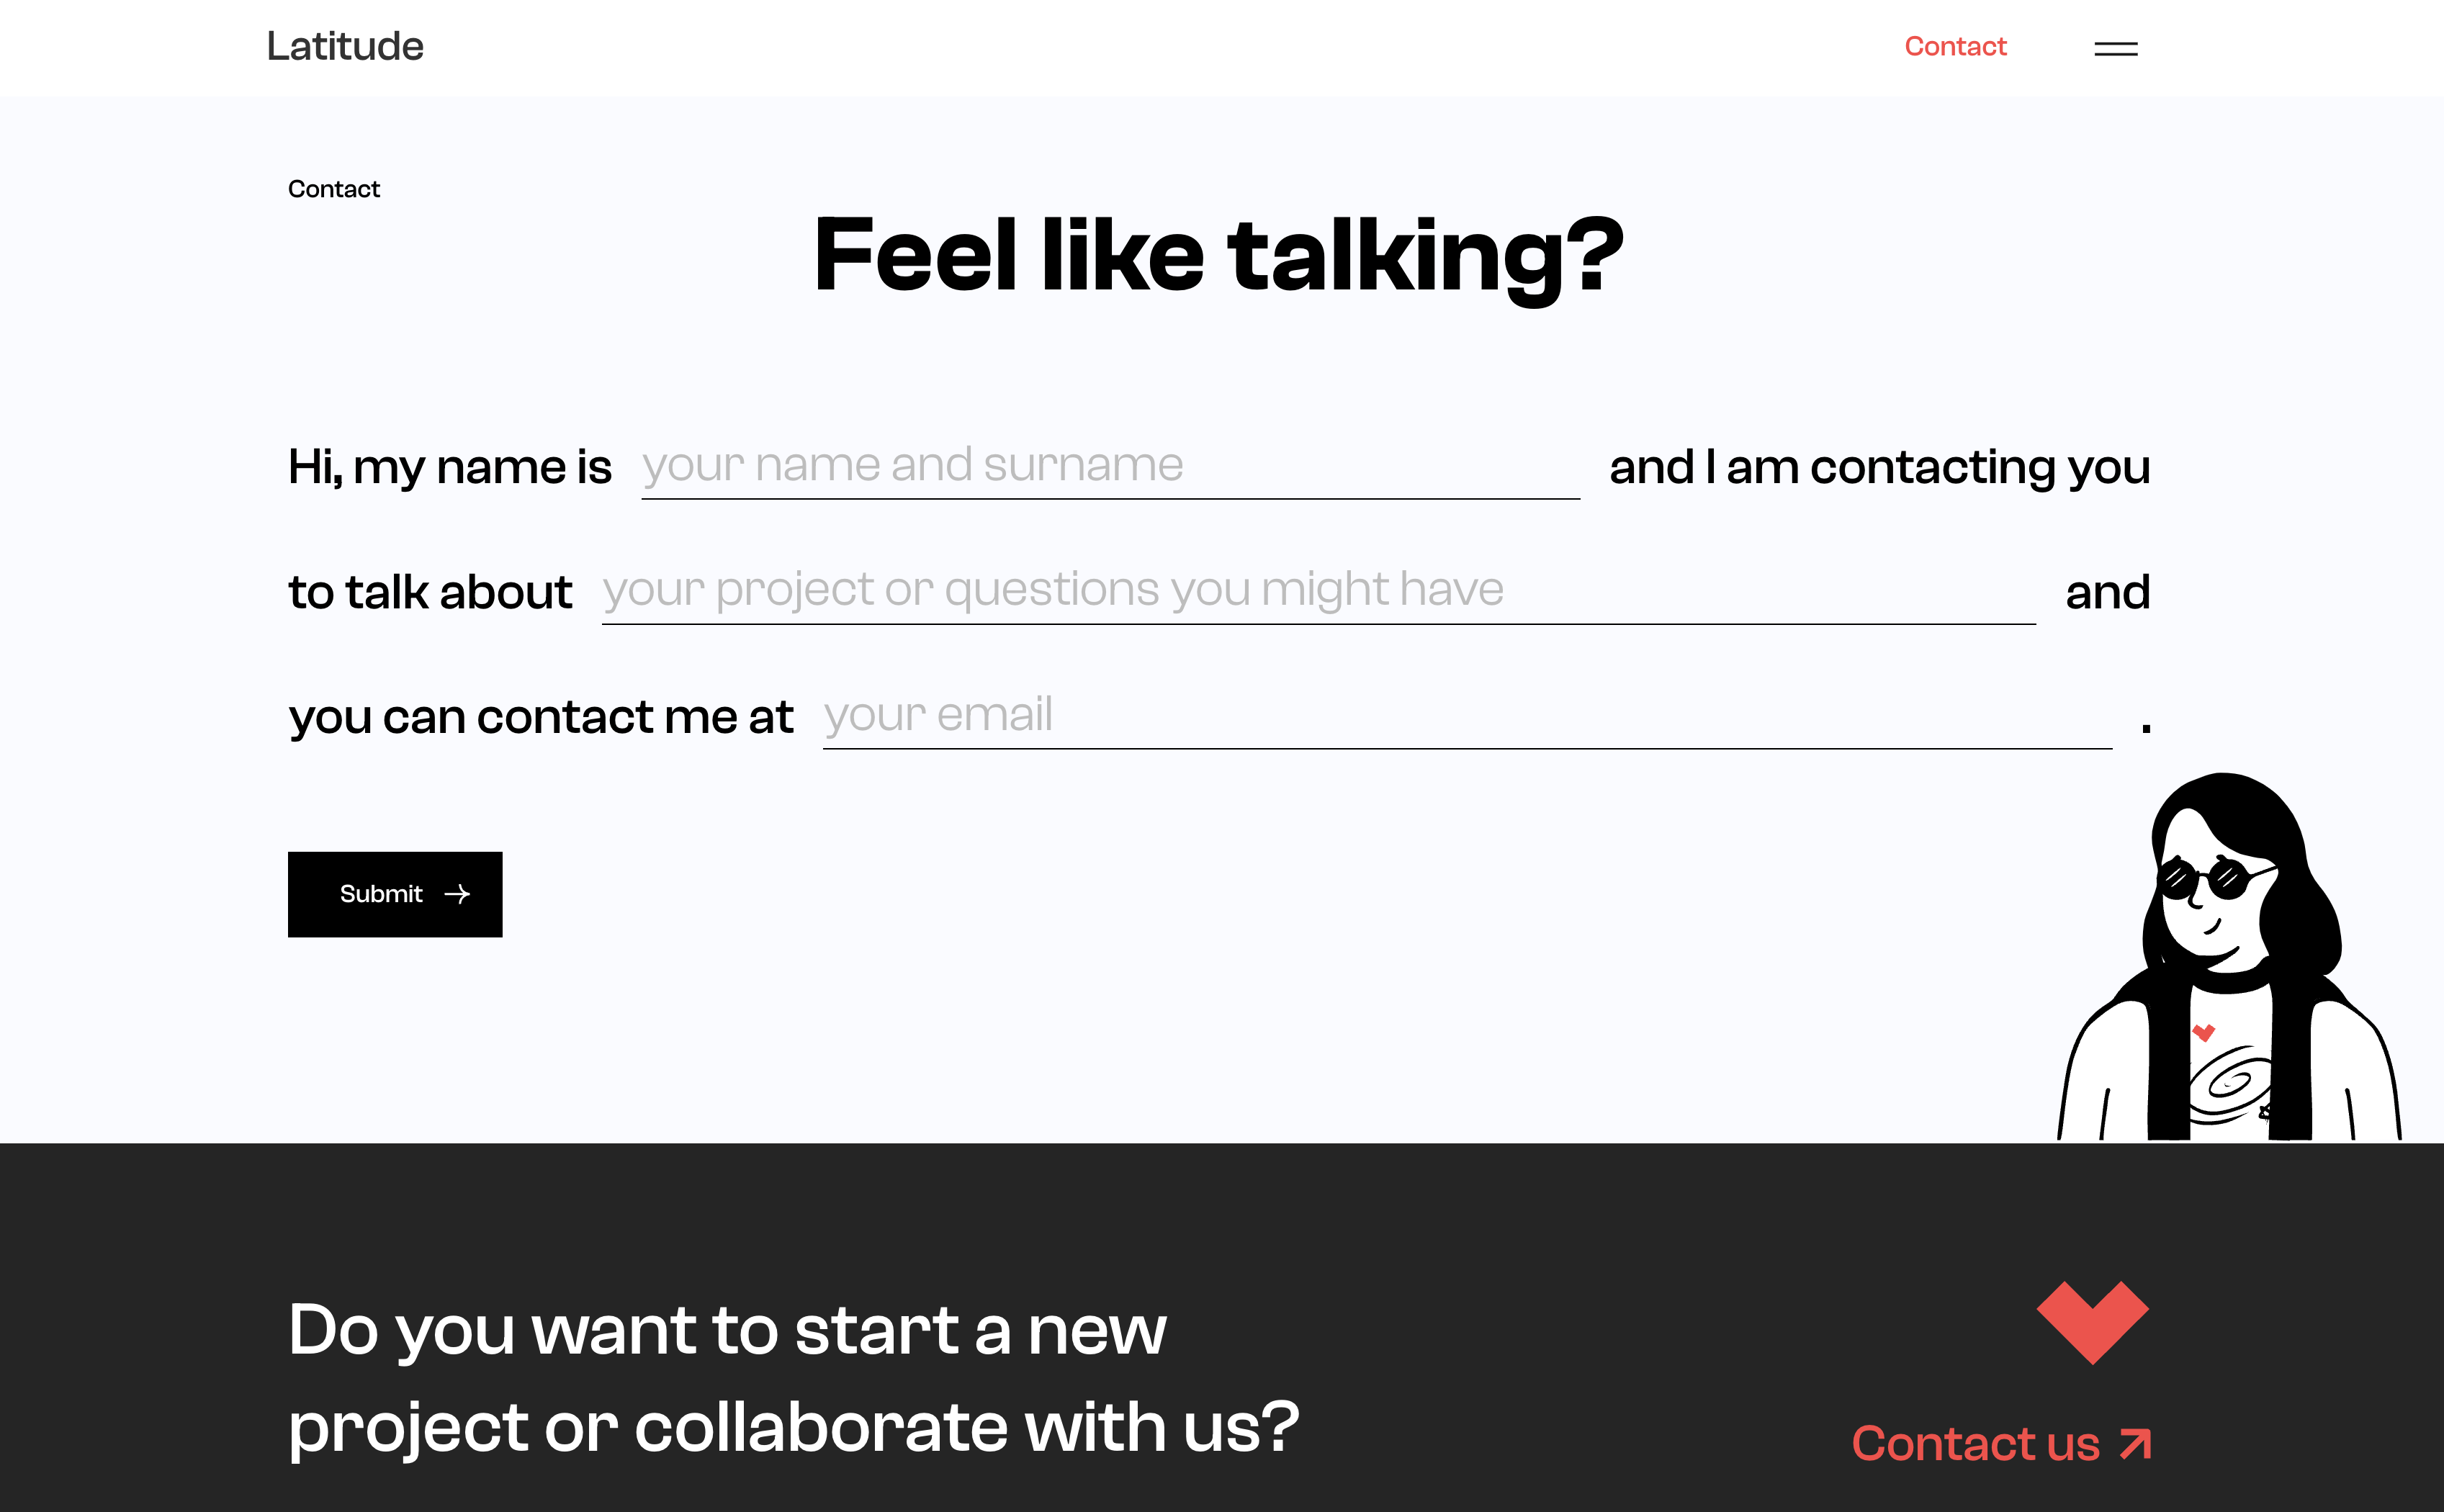 Latitude
Contact
Contact
Feel like talking?
Hi, my name is your name and surname and I am contacting you
to talk about your project or questions you might have and
you can contact me at your email .
Submit
Do you want to start a new
project or collaborate with us?
Contact us